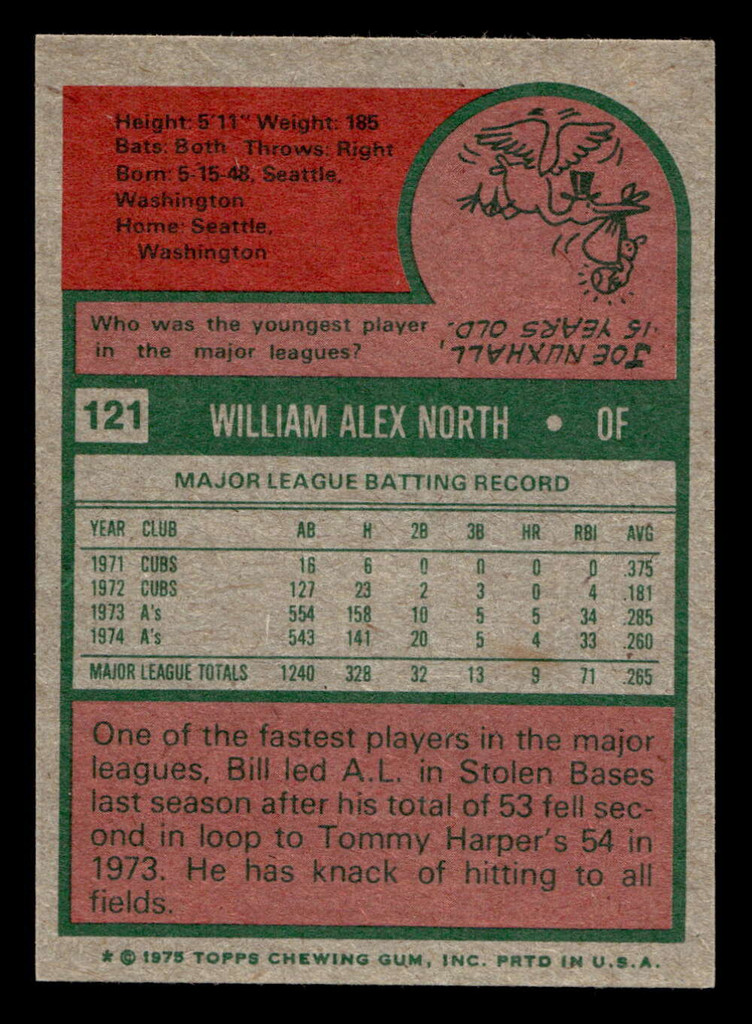 Height: 5'11" Weight: 185
Bats: Both Throws: Right
Born: 5-15-48, Seattle,
Washington
Home: Seattle,
Washington
Who was the youngest player
in the major leagues?
JOE NUXHALL,
15 YEARS OLD.
121 WILLIAM ALEX NORTH • OF
MAJOR LEAGUE BATTING RECORD
YEAR CLUB AB H 2B 3B HR RBI AVG
1971 CUBS 16 6 0 0 0 0 .375
1972 CUBS 127 23 2 3 0 4 .181
1973 A's 554 158 10 5 5 34 .285
1974 A's 543 141 20 5 4 33 .260
MAJOR LEAGUE TOTALS 1240 328 32 13 9 71 .265
One of the fastest players in the major
leagues, Bill led A.L. in Stolen Bases
last season after his total of 53 fell sec-
ond in loop to Tommy Harper's 54 in
1973. He has knack of hitting to all
fields.
* © 1975 TOPPS CHEWING GUM, INC. PRTD IN U.S.A.